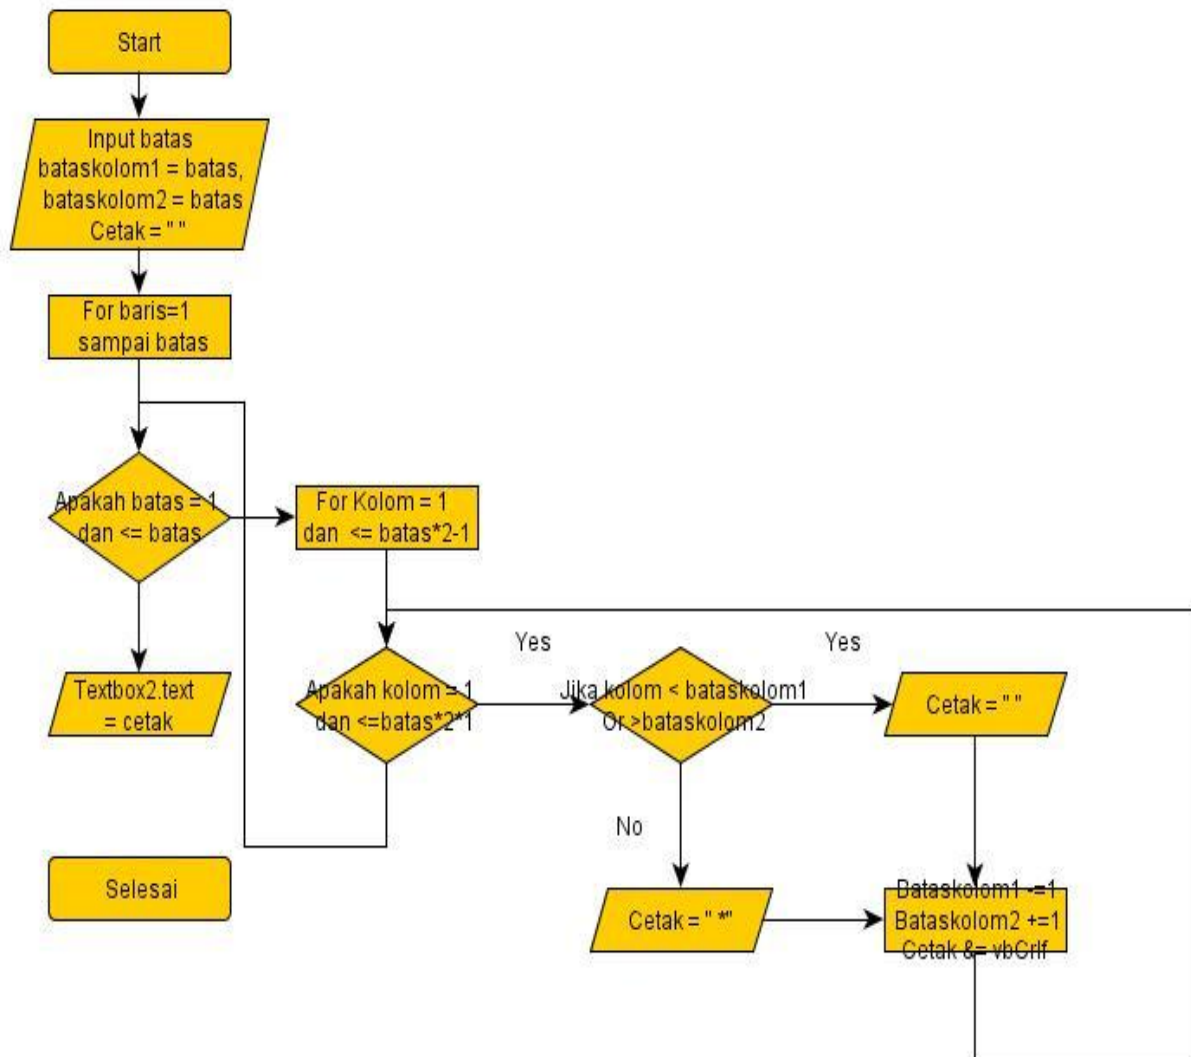 Start
Input batas
bataskolom1 = batas,
bataskolom2 = batas
Cetak = " "
For baris=1
sampai batas
Apakah batas = 1
dan <= batas
For Kolom = 1
dan <= batas*2-1
Textbox2.text
= cetak
Apakah kolom = 1
dan <=batas*2*1
Yes
Jika kolom < bataskolom1
Or >bataskolom2
Yes
Cetak = " "
No
Selesai
Cetak = " *"
Bataskolom1 -=1
Bataskolom2 +=1
Cetak &= vbCrlf